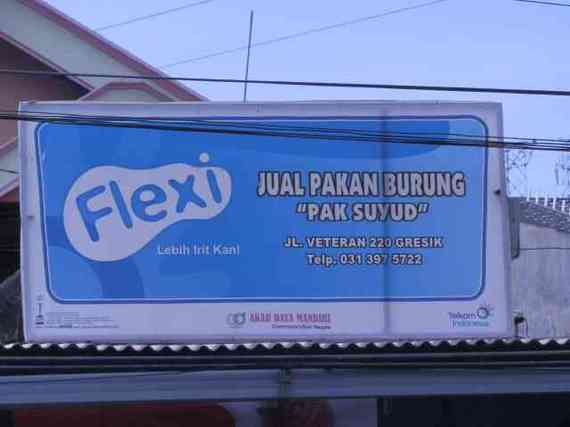 Flexi
Lebih Irit Kan!
JUAL PAKAN BURUNG
"PAK SUYUD"
JL. VETERAN 220 GRESIK
Telp. 031 397 5722
AKAR DAYA MANDIRI
Telkom
Indonesia